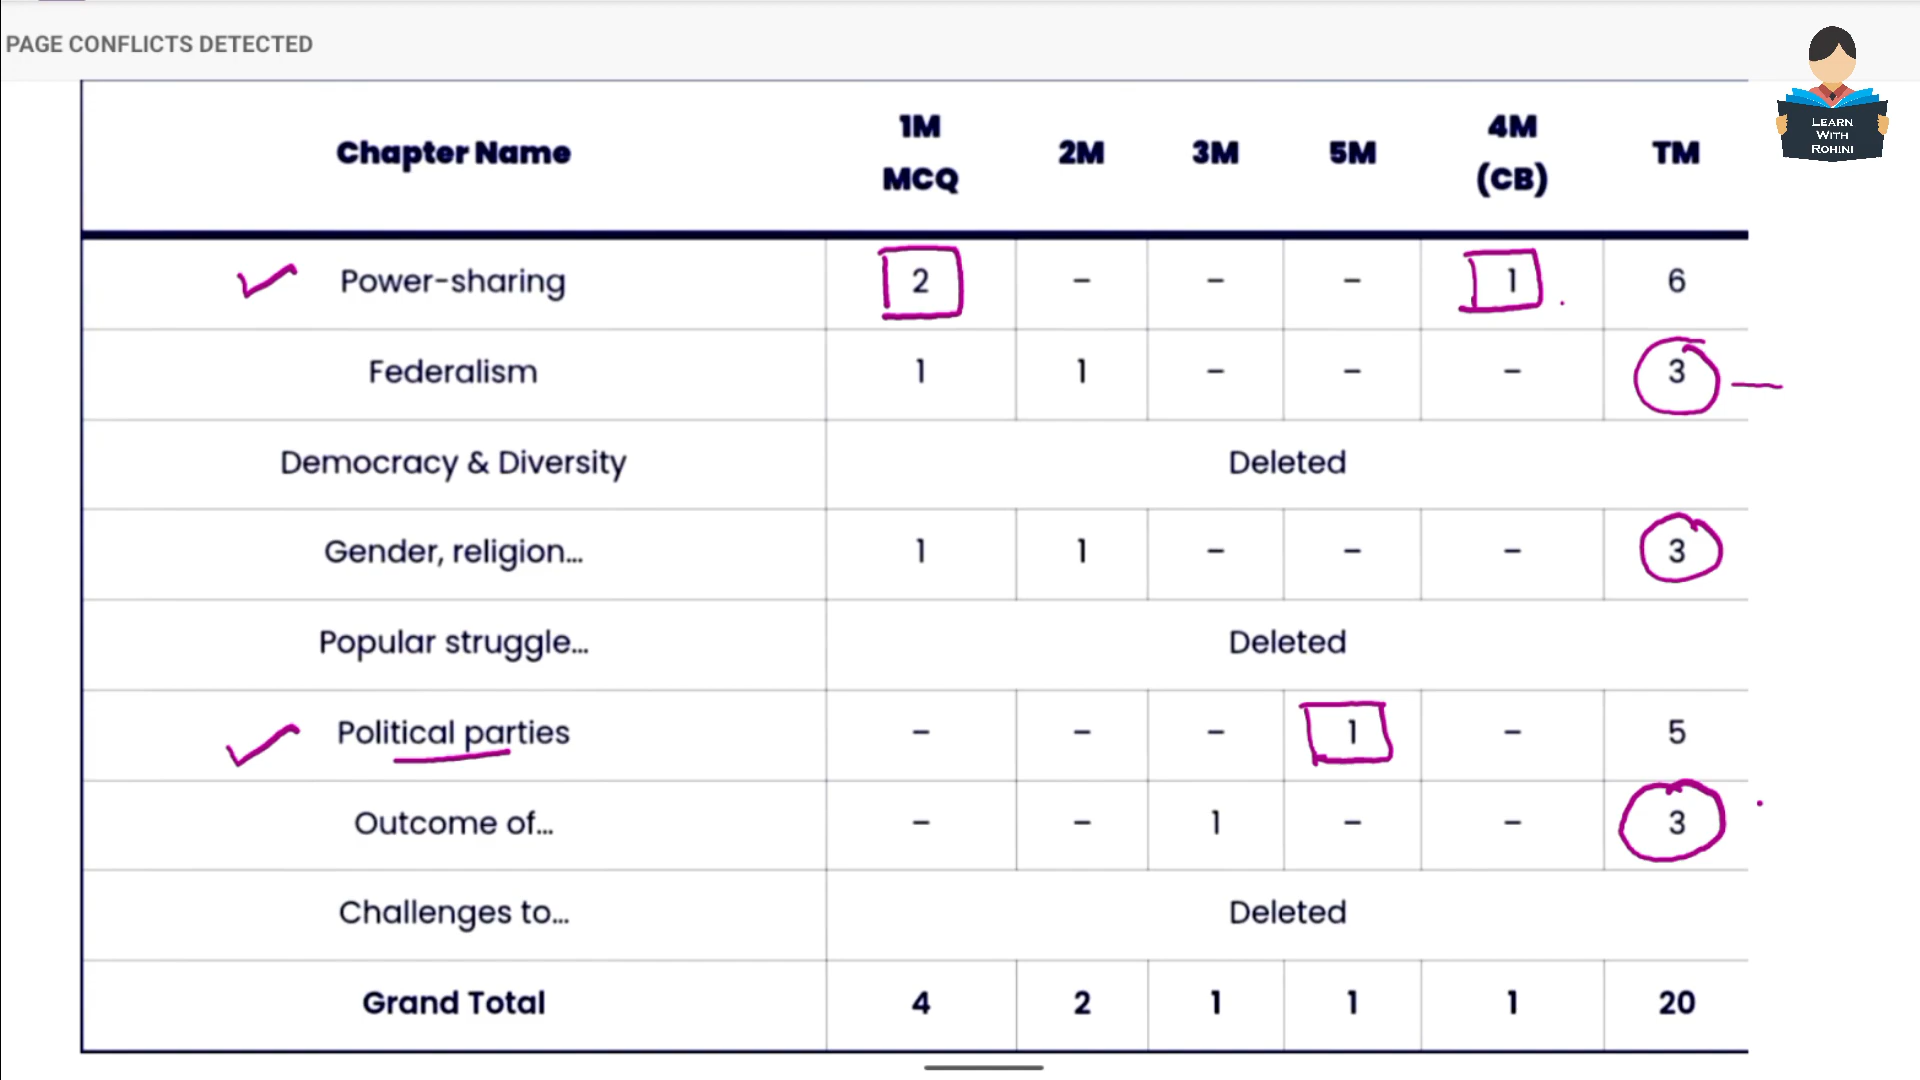 PAGE CONFLICTS DETECTED
LEARN
WITH
ROHINI
Chapter Name 1M MCQ 2M 3M 5M 4M (CB) TM
Power-sharing 2 – – – 1 6
Federalism 1 1 – – – 3
Democracy & Diversity Deleted
Gender, religion... 1 1 – – – 3
Popular struggle... Deleted
Political parties – – – 1 – 5
Outcome of... – – 1 – – 3
Challenges to... Deleted
Grand Total 4 2 1 1 1 20